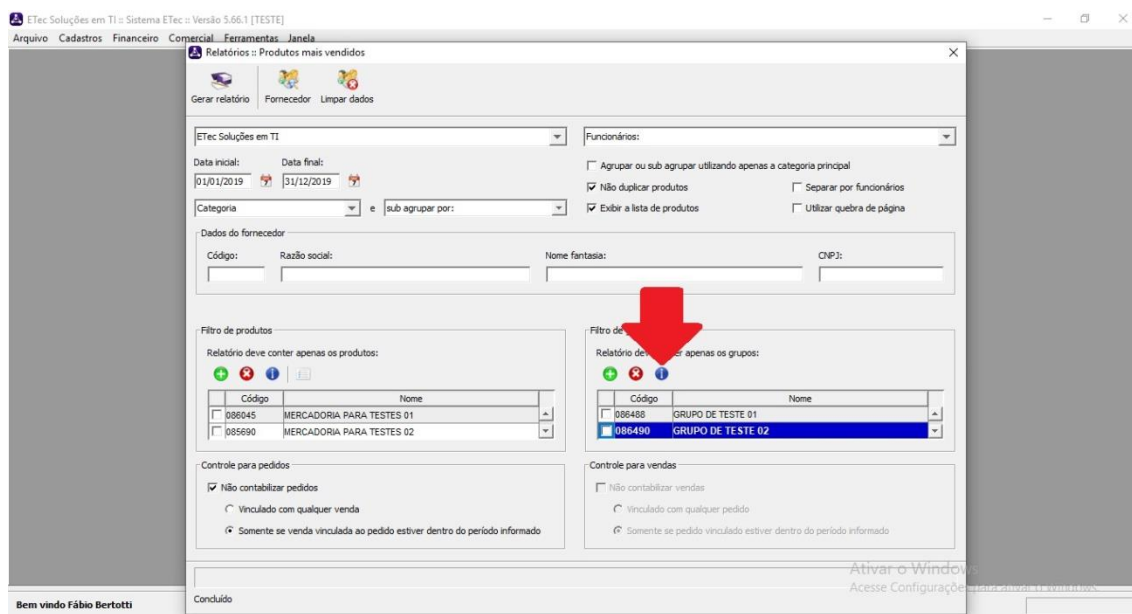 ETec Soluções em TI :: Sistema ETec :: Versão 5.66.1 [TESTE]
Arquivo Cadastros Financeiro Comercial Ferramentas Janela
Relatórios :: Produtos mais vendidos
Gerar relatório Fornecedor Limpar dados
ETec Soluções em TI Funcionários:
Data inicial: Data final: Agrupar ou sub agrupar utilizando apenas a categoria principal
01/01/2019 31/12/2019 Não duplicar produtos Separar por funcionários
Categoria e sub agrupar por: Exibir a lista de produtos Utilizar quebra de página
Dados do fornecedor
Código: Razão social: Nome fantasia: CNPJ:
Filtro de produtos Filtro de
Relatório deve conter apenas os produtos: Relatório apenas os grupos:
Código Nome Código Nome
086045 MERCADORIA PARA TESTES 01 086488 GRUPO DE TESTE 01
085690 MERCADORIA PARA TESTES 02 086490 GRUPO DE TESTE 02
Controle para pedidos Controle para vendas
Não contabilizar pedidos Não contabilizar vendas
Vinculado com qualquer venda Vinculado com qualquer pedido
Somente se venda vinculada ao pedido estiver dentro do período informado Somente se pedido vinculado estiver dentro do período informado
Ativar o Windows
Acesse Configurações para ativar o Windows.
Concluído
Bem vindo Fábio Bertotti